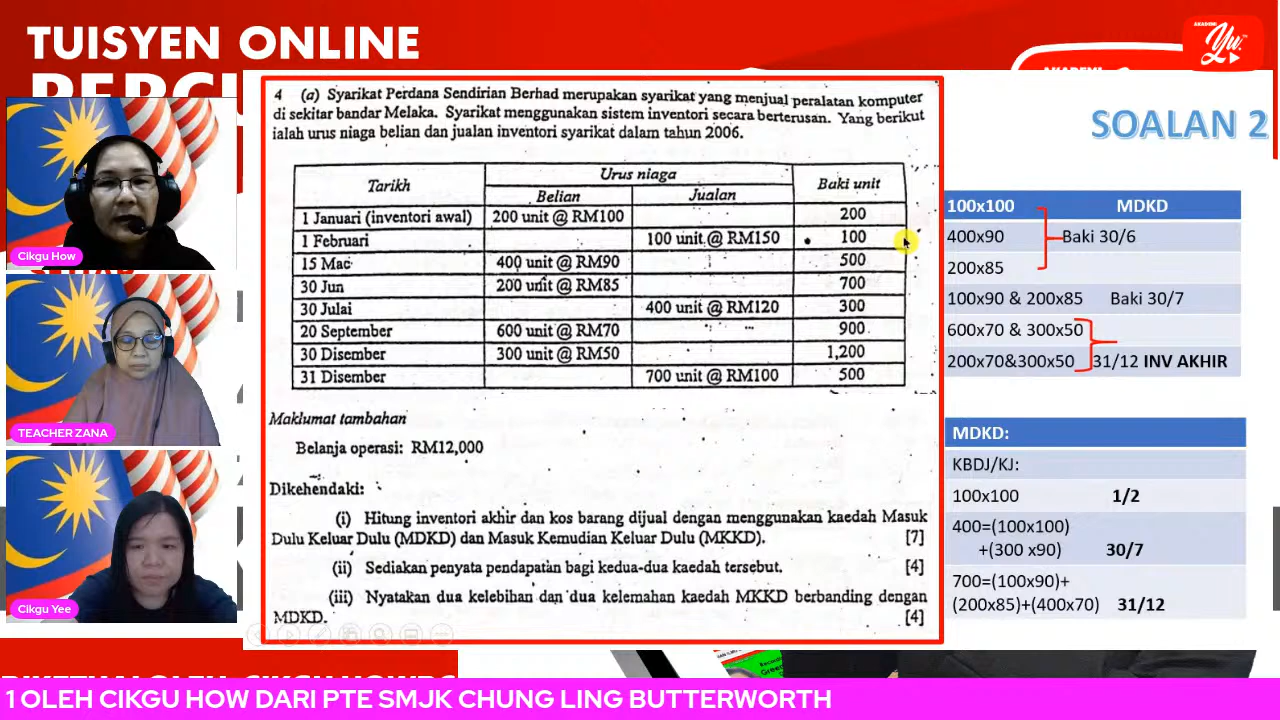 TUISYEN ONLINE
AKADEMI
Yu
SOALAN 2
4 (a) Syarikat Perdana Sendirian Berhad merupakan syarikat yang menjual peralatan komputer
di sekitar bandar Melaka. Syarikat menggunakan sistem inventori secara berterusan. Yang berikut
ialah urus niaga belian dan jualan inventori syarikat dalam tahun 2006.
Tarikh Urus niaga Baki unit
Belian Jualan
1 Januari (inventori awal) 200 unit @ RM100 200
1 Februari 100 unit @ RM150 100
15 Mac 400 unit @ RM90 500
30 Jun 200 unit @ RM85 700
30 Julai 400 unit @ RM120 300
20 September 600 unit @ RM70 900
30 Disember 300 unit @ RM50 1,200
31 Disember 700 unit @ RM100 500
Maklumat tambahan
Belanja operasi: RM12,000
Dikehendaki:
(i) Hitung inventori akhir dan kos barang dijual dengan menggunakan kaedah Masuk
Dulu Keluar Dulu (MDKD) dan Masuk Kemudian Keluar Dulu (MKKD). [7]
(ii) Sediakan penyata pendapatan bagi kedua-dua kaedah tersebut. [4]
(iii) Nyatakan dua kelebihan dan dua kelemahan kaedah MKKD berbanding dengan
MDKD. [4]
100x100 MDKD
400x90 Baki 30/6
200x85
100x90 & 200x85 Baki 30/7
600x70 & 300x50
200x70&300x50 31/12 INV AKHIR
MDKD:
KBDJ/KJ:
100x100 1/2
400=(100x100)
+(300 x90) 30/7
700=(100x90)+
(200x85)+(400x70) 31/12
Cikgu How
TEACHER ZANA
Cikgu Yee
1 OLEH CIKGU HOW DARI PTE SMJK CHUNG LING BUTTERWORTH